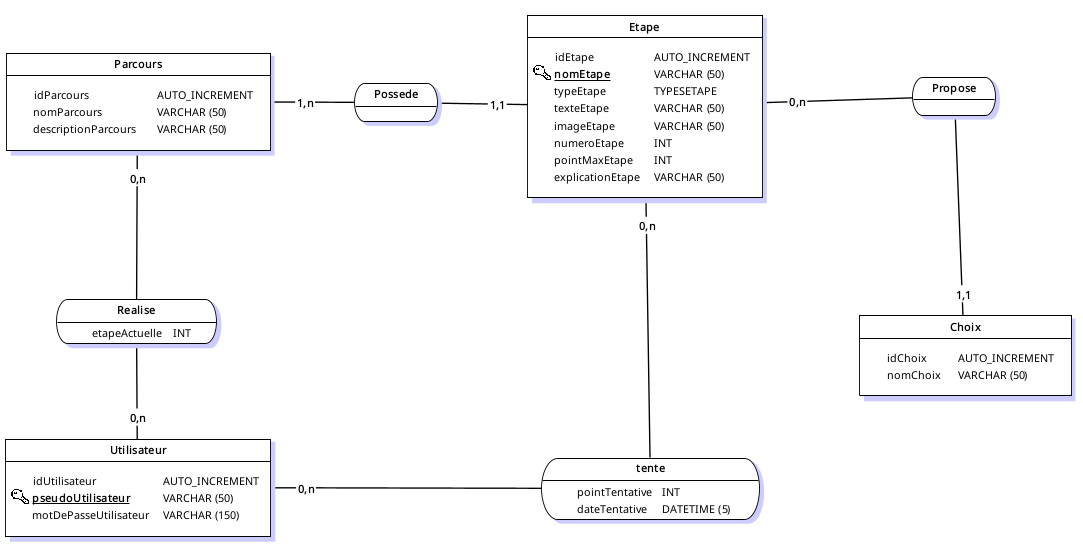 Etape
idEtape AUTO_INCREMENT
nomEtape VARCHAR (50)
typeEtape TYPESETAPE
texteEtape VARCHAR (50)
imageEtape VARCHAR (50)
numeroEtape INT
pointMaxEtape INT
explicationEtape VARCHAR (50)
Parcours
idParcours AUTO_INCREMENT
nomParcours VARCHAR (50)
descriptionParcours VARCHAR (50)
1,n
Possede
1,1
0,n
Propose
0,n
0,n
1,1
Realise
etapeActuelle INT
Choix
idChoix AUTO_INCREMENT
nomChoix VARCHAR (50)
0,n
Utilisateur
idUtilisateur AUTO_INCREMENT
pseudoUtilisateur VARCHAR (50)
motDePasseUtilisateur VARCHAR (150)
0,n
tente
pointTentative INT
dateTentative DATETIME (5)